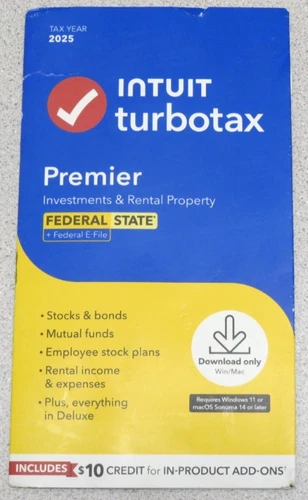 TAX YEAR
2025
INTUIT
turbotax
Premier
Investments & Rental Property
FEDERAL STATE*
+ Federal E-File
• Stocks & bonds
• Mutual funds
• Employee stock plans
• Rental income
& expenses
• Plus, everything
in Deluxe
Download only
Win/Mac
Requires Windows 11 or
macOS Sonoma 14 or later
INCLUDES $10 CREDIT for IN-PRODUCT ADD-ONS*